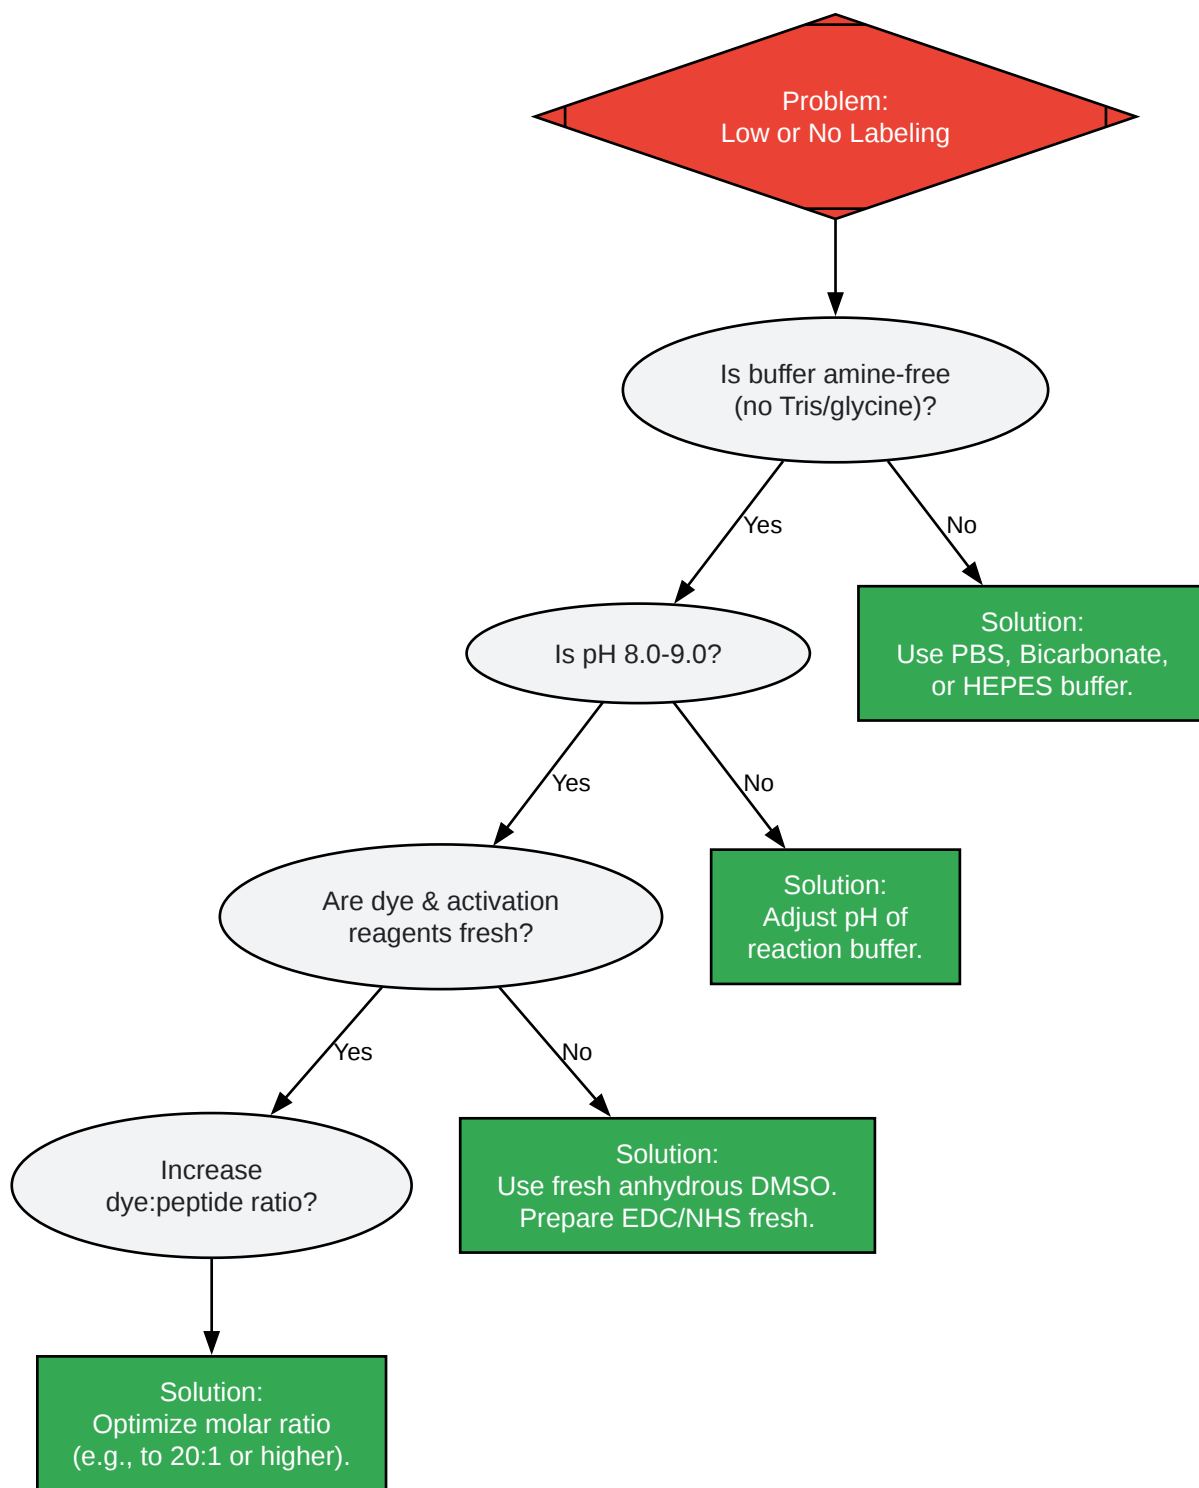 Problem:
Low or No Labeling
Is buffer amine-free
(no Tris/glycine)?
Yes
No
Is pH 8.0-9.0?
Solution:
Use PBS, Bicarbonate,
or HEPES buffer.
Yes
No
Are dye & activation
reagents fresh?
Solution:
Adjust pH of
reaction buffer.
Yes
No
Increase
dye:peptide ratio?
Solution:
Use fresh anhydrous DMSO.
Prepare EDC/NHS fresh.
Solution:
Optimize molar ratio
(e.g., to 20:1 or higher).